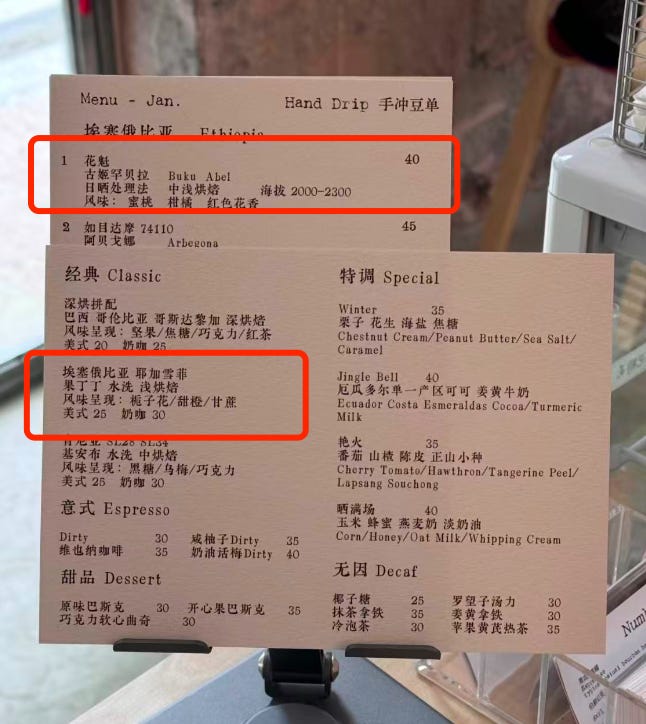 Menu - Jan. Hand Drip 手冲豆单
埃塞俄比亚 Ethiopia
1 花魁 40
古姬罕贝拉 Buku Abel
日晒处理法 中浅烘焙 海拔 2000-2300
风味: 蜜桃 柑橘 红色花香
2 如目达摩 74110 45
阿贝戈娜 Arbegona
经典 Classic
深烘拼配
巴西 哥伦比亚 哥斯达黎加 深烘焙
风味呈现: 坚果/焦糖/巧克力/红茶
美式 20 奶咖 25
埃塞俄比亚 耶加雪菲
果丁丁 水洗 浅烘焙
风味呈现: 栀子花/甜橙/甘蔗
美式 25 奶咖 30
肯尼亚 SL28 SL34
基安布 水洗 中烘焙
风味呈现: 黑糖/乌梅/巧克力
美式 25 奶咖 30
意式 Espresso
Dirty 30 咸柚子Dirty 35
维也纳咖啡 35 奶油话梅Dirty 40
甜品 Dessert
原味巴斯克 30 开心果巴斯克 35
巧克力软心曲奇 30
特调 Special
Winter 35
栗子 花生 海盐 焦糖
Chestnut Cream/Peanut Butter/Sea Salt/
Caramel
Jingle Bell 40
厄瓜多尔单一产区可可 姜黄牛奶
Ecuador Costa Esmeraldas Cocoa/Turmeric
Milk
艳火 35
番茄 山楂 陈皮 正山小种
Cherry Tomato/Hawthron/Tangerine Peel/
Lapsang Souchong
晒满场 40
玉米 蜂蜜 燕麦奶 淡奶油
Corn/Honey/Oat Milk/Whipping Cream
无因 Decaf
椰子糖 25 罗望子汤力 30
抹茶拿铁 35 姜黄拿铁 30
冷泡茶 30 苹果黄芪热茶 35